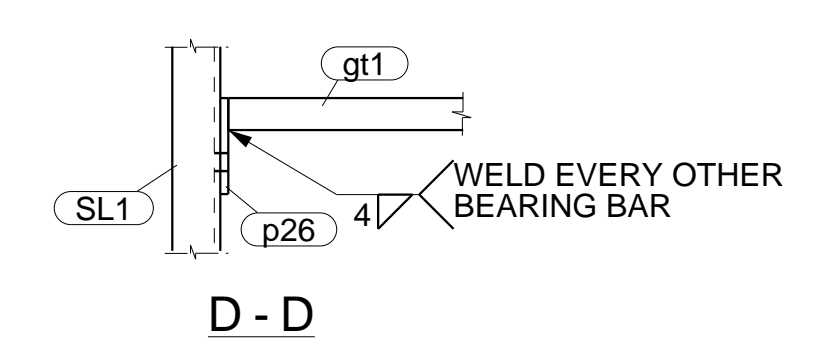 gt1
SL1
p26
4
WELD EVERY OTHER
BEARING BAR
D - D